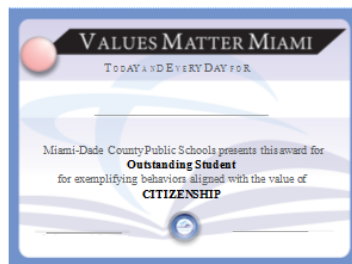 VALUES MATTER MIAMI
TODAY AND EVERY DAY FOR
Miami-Dade County Public Schools presents this award for
Outstanding Student
for exemplifying behaviors aligned with the value of
CITIZENSHIP